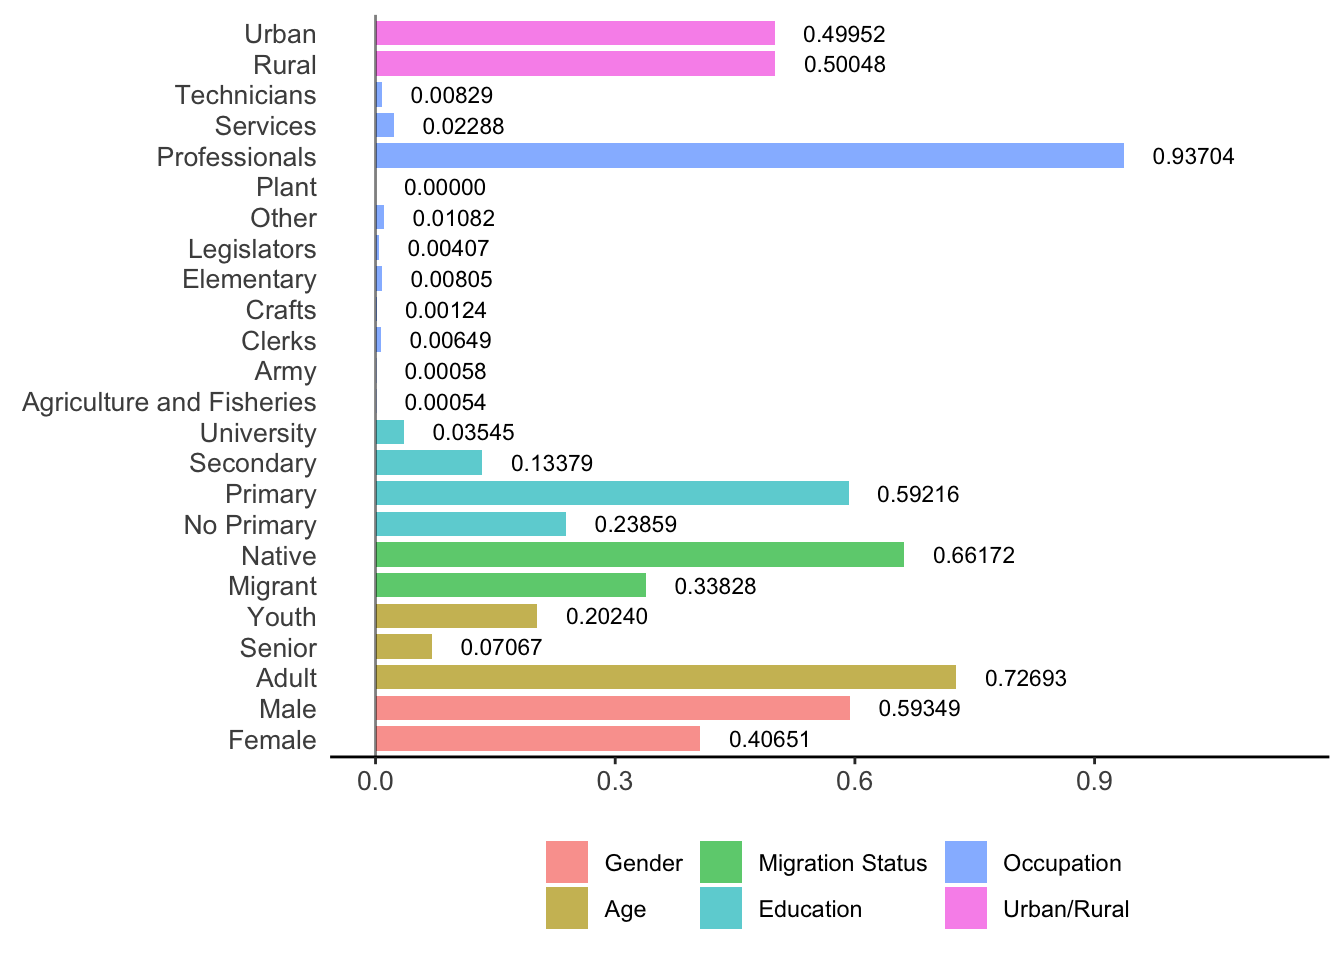 Urban 0.49952
Rural 0.50048
Technicians 0.00829
Services 0.02288
Professionals 0.93704
Plant 0.00000
Other 0.01082
Legislators 0.00407
Elementary 0.00805
Crafts 0.00124
Clerks 0.00649
Army 0.00058
Agriculture and Fisheries 0.00054
University 0.03545
Secondary 0.13379
Primary 0.59216
No Primary 0.23859
Native 0.66172
Migrant 0.33828
Youth 0.20240
Senior 0.07067
Adult 0.72693
Male 0.59349
Female 0.40651
0.0 0.3 0.6 0.9
Gender Migration Status Occupation
Age Education Urban/Rural